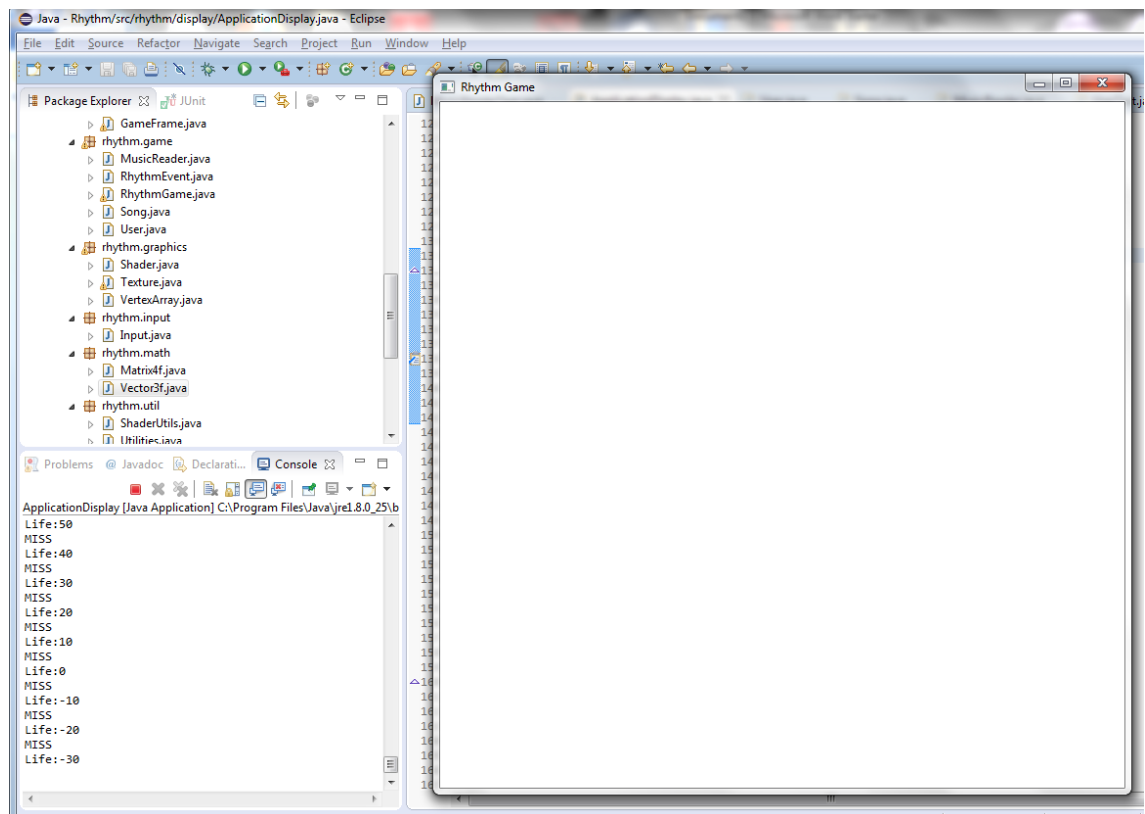 Java - Rhythm/src/rhythm/display/ApplicationDisplay.java - Eclipse
File Edit Source Refactor Navigate Search Project Run Window Help
Package Explorer JUnit
GameFrame.java
rhythm.game
MusicReader.java
RhythmEvent.java
RhythmGame.java
Song.java
User.java
rhythm.graphics
Shader.java
Texture.java
VertexArray.java
rhythm.input
Input.java
rhythm.math
Matrix4f.java
Vector3f.java
rhythm.util
ShaderUtils.java
Utilities.java
Problems @ Javadoc Declarati... Console
ApplicationDisplay [Java Application] C:\Program Files\Java\jre1.8.0_25\b
Life:50
MISS
Life:40
MISS
Life:30
MISS
Life:20
MISS
Life:10
MISS
Life:0
MISS
Life:-10
MISS
Life:-20
MISS
Life:-30
Rhythm Game